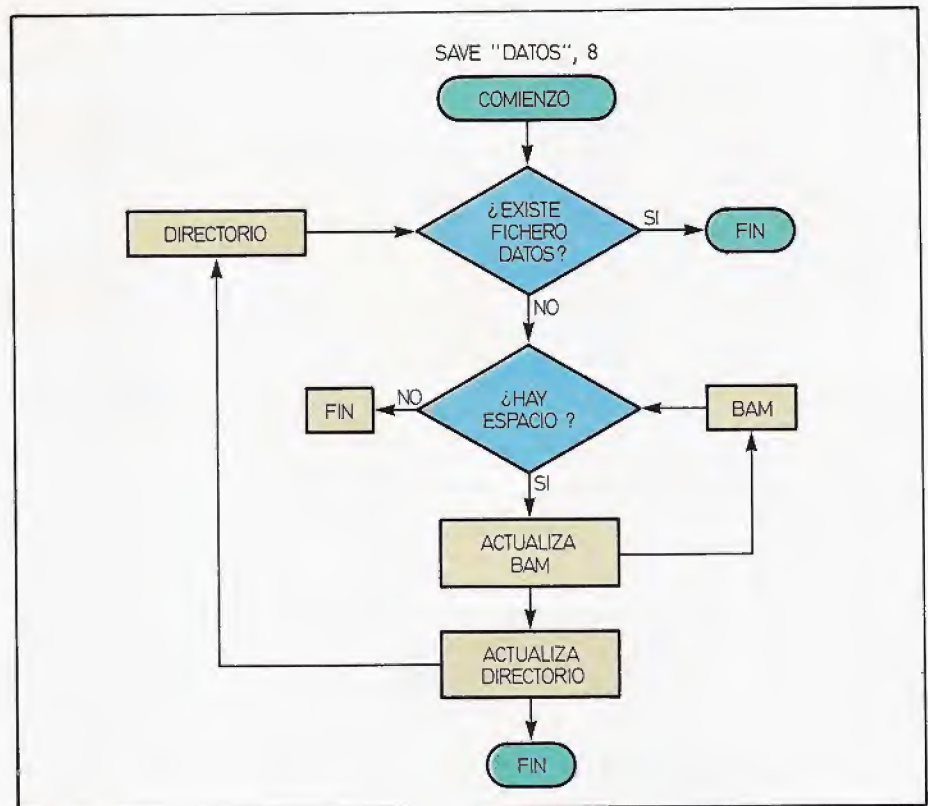 SAVE "DATOS", 8
COMIENZO
¿EXISTE
FICHERO
DATOS?
SI
FIN
DIRECTORIO
NO
¿HAY
ESPACIO ?
NO
FIN
BAM
SI
ACTUALIZA
BAM
ACTUALIZA
DIRECTORIO
FIN